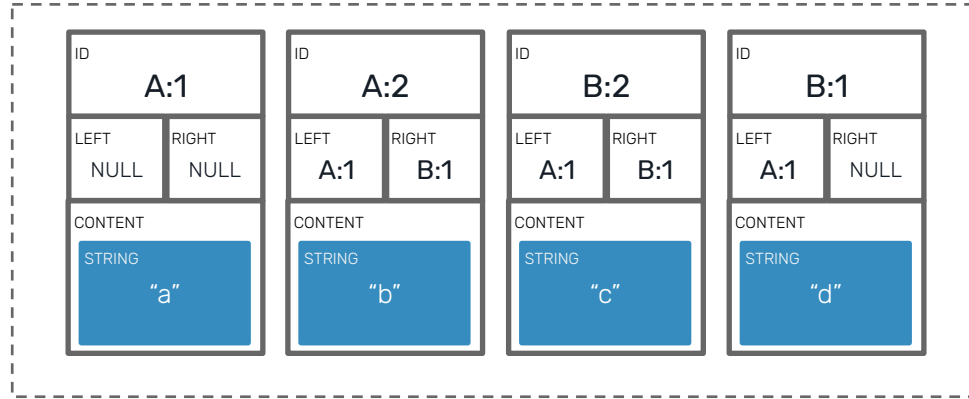 ID ID ID ID
A:1 A:2 B:2 B:1
LEFT RIGHT LEFT RIGHT LEFT RIGHT LEFT RIGHT
NULL NULL A:1 B:1 A:1 B:1 A:1 NULL
CONTENT CONTENT CONTENT CONTENT
STRING STRING STRING STRING
“a” “b” “c” “d”